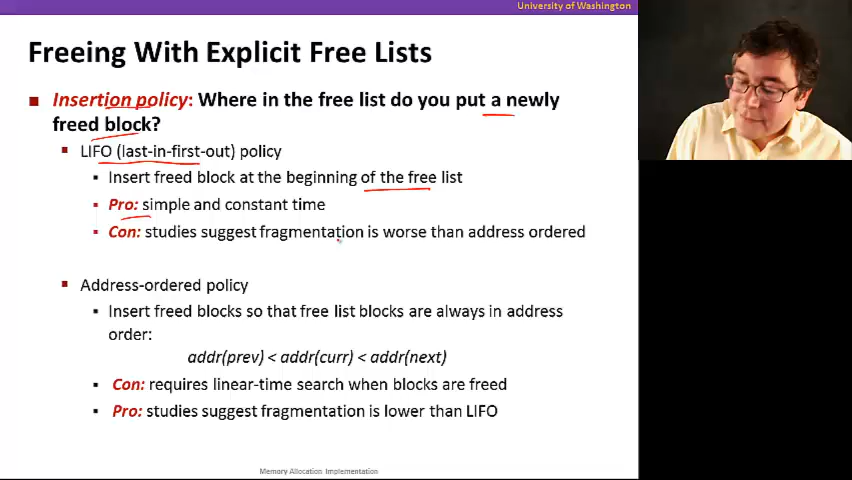 University of Washington
Freeing With Explicit Free Lists
Insertion policy: Where in the free list do you put a newly
freed block?
LIFO (last-in-first-out) policy
Insert freed block at the beginning of the free list
Pro: simple and constant time
Con: studies suggest fragmentation is worse than address ordered
Address-ordered policy
Insert freed blocks so that free list blocks are always in address
order:
addr(prev) < addr(curr) < addr(next)
Con: requires linear-time search when blocks are freed
Pro: studies suggest fragmentation is lower than LIFO
Memory Allocation Implementation